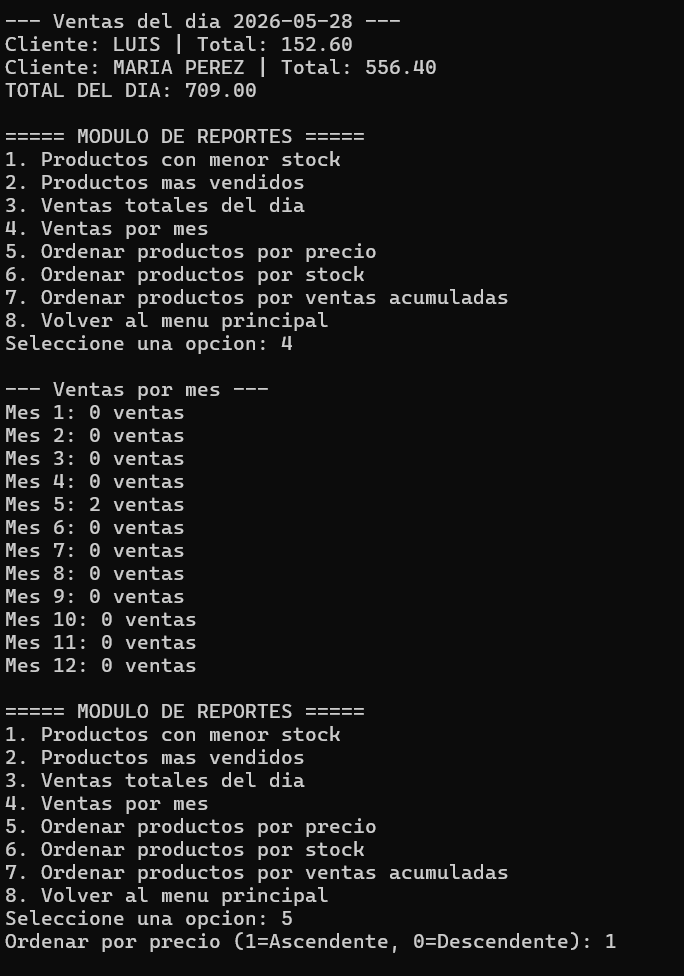 --- Ventas del dia 2026-05-28 ---
Cliente: LUIS | Total: 152.60
Cliente: MARIA PEREZ | Total: 556.40
TOTAL DEL DIA: 709.00
===== MODULO DE REPORTES =====
1. Productos con menor stock
2. Productos mas vendidos
3. Ventas totales del dia
4. Ventas por mes
5. Ordenar productos por precio
6. Ordenar productos por stock
7. Ordenar productos por ventas acumuladas
8. Volver al menu principal
Seleccione una opcion: 4
--- Ventas por mes ---
Mes 1: 0 ventas
Mes 2: 0 ventas
Mes 3: 0 ventas
Mes 4: 0 ventas
Mes 5: 2 ventas
Mes 6: 0 ventas
Mes 7: 0 ventas
Mes 8: 0 ventas
Mes 9: 0 ventas
Mes 10: 0 ventas
Mes 11: 0 ventas
Mes 12: 0 ventas
===== MODULO DE REPORTES =====
1. Productos con menor stock
2. Productos mas vendidos
3. Ventas totales del dia
4. Ventas por mes
5. Ordenar productos por precio
6. Ordenar productos por stock
7. Ordenar productos por ventas acumuladas
8. Volver al menu principal
Seleccione una opcion: 5
Ordenar por precio (1=Ascendente, 0=Descendente): 1